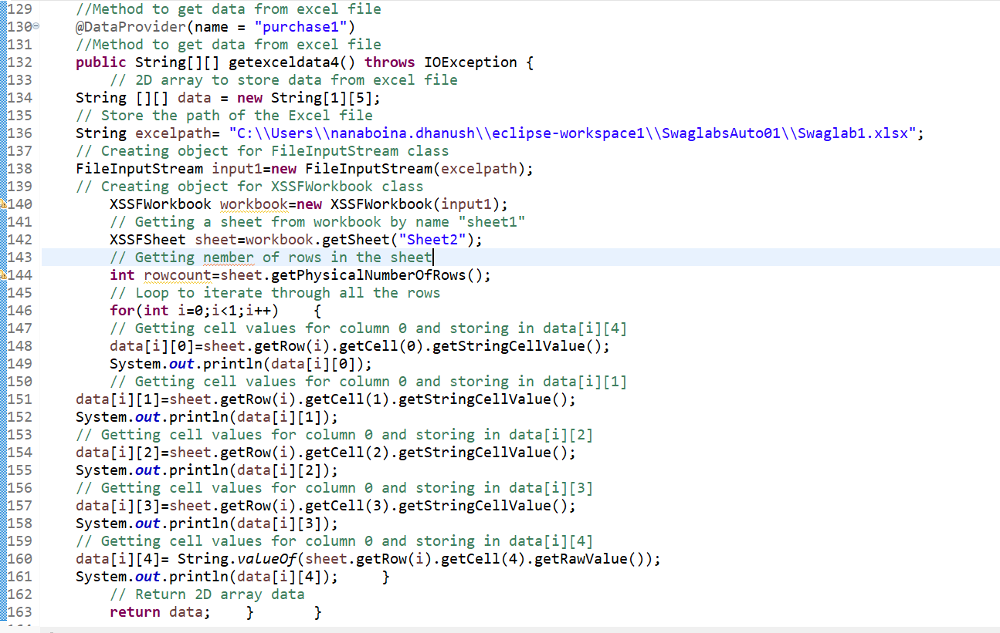 129 //Method to get data from excel file
130 @DataProvider(name = "purchase1")
131 //Method to get data from excel file
132 public String[][] getexceldata4() throws IOException {
133 // 2D array to store data from excel file
134 String [][] data = new String[1][5];
135 // Store the path of the Excel file
136 String excelpath= "C:\\Users\\nanaboina.dhanush\\eclipse-workspace1\\SwaglabsAuto01\\Swaglab1.xlsx";
137 // Creating object for FileInputStream class
138 FileInputStream input1=new FileInputStream(excelpath);
139 // Creating object for XSSFWorkbook class
140 XSSFWorkbook workbook=new XSSFWorkbook(input1);
141 // Getting a sheet from workbook by name "sheet1"
142 XSSFSheet sheet=workbook.getSheet("Sheet2");
143 // Getting nember of rows in the sheet
144 int rowcount=sheet.getPhysicalNumberOfRows();
145 // Loop to iterate through all the rows
146 for(int i=0;i<1;i++) {
147 // Getting cell values for column 0 and storing in data[i][4]
148 data[i][0]=sheet.getRow(i).getCell(0).getStringCellValue();
149 System.out.println(data[i][0]);
150 // Getting cell values for column 0 and storing in data[i][1]
151 data[i][1]=sheet.getRow(i).getCell(1).getStringCellValue();
152 System.out.println(data[i][1]);
153 // Getting cell values for column 0 and storing in data[i][2]
154 data[i][2]=sheet.getRow(i).getCell(2).getStringCellValue();
155 System.out.println(data[i][2]);
156 // Getting cell values for column 0 and storing in data[i][3]
157 data[i][3]=sheet.getRow(i).getCell(3).getStringCellValue();
158 System.out.println(data[i][3]);
159 // Getting cell values for column 0 and storing in data[i][4]
160 data[i][4]= String.valueOf(sheet.getRow(i).getCell(4).getRawValue());
161 System.out.println(data[i][4]); }
162 // Return 2D array data
163 return data; } }